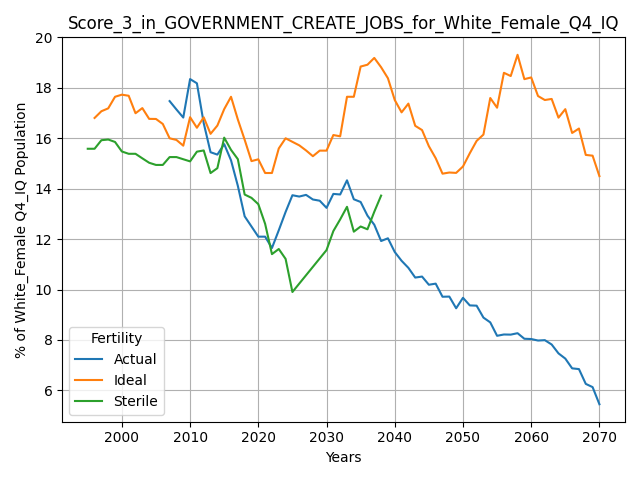 Score_3_in_GOVERNMENT_CREATE_JOBS_for_White_Female_Q4_IQ
% of White_Female Q4_IQ Population
20
18
16
14
12
10
8
6
Fertility
Actual
Ideal
Sterile
2000 2010 2020 2030 2040 2050 2060 2070
Years